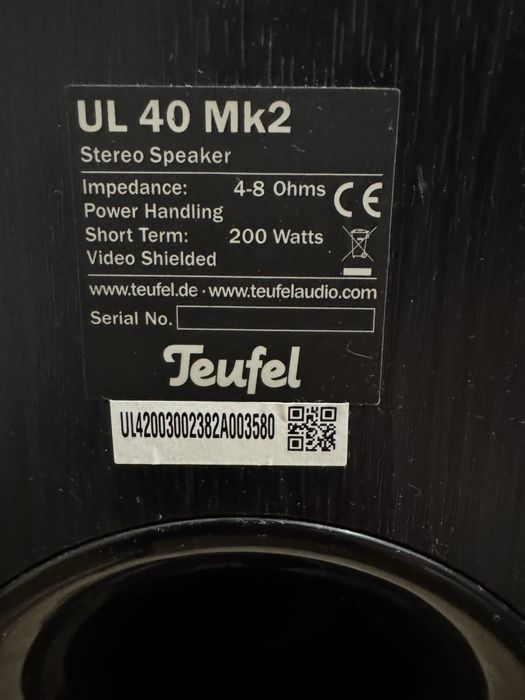 UL 40 Mk2
Stereo Speaker
Impedance: 4-8 Ohms
Power Handling
Short Term: 200 Watts
Video Shielded
CE
www.teufel.de · www.teufelaudio.com
Serial No.
Teufel
UL42003002382A003580